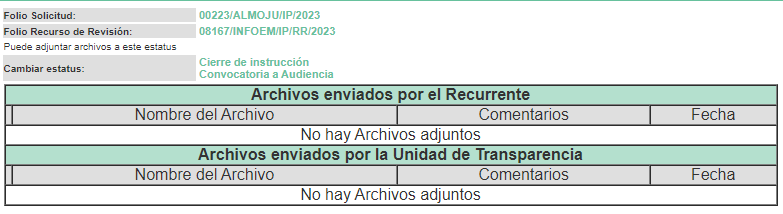 Folio Solicitud: 00223/ALMOJU/IP/2023
Folio Recurso de Revisión: 08167/INFOEM/IP/RR/2023
Puede adjuntar archivos a este estatus
Cambiar estatus: Cierre de instrucción
Convocatoria a Audiencia
Archivos enviados por el Recurrente
Nombre del Archivo Comentarios Fecha
No hay Archivos adjuntos
Archivos enviados por la Unidad de Transparencia
Nombre del Archivo Comentarios Fecha
No hay Archivos adjuntos